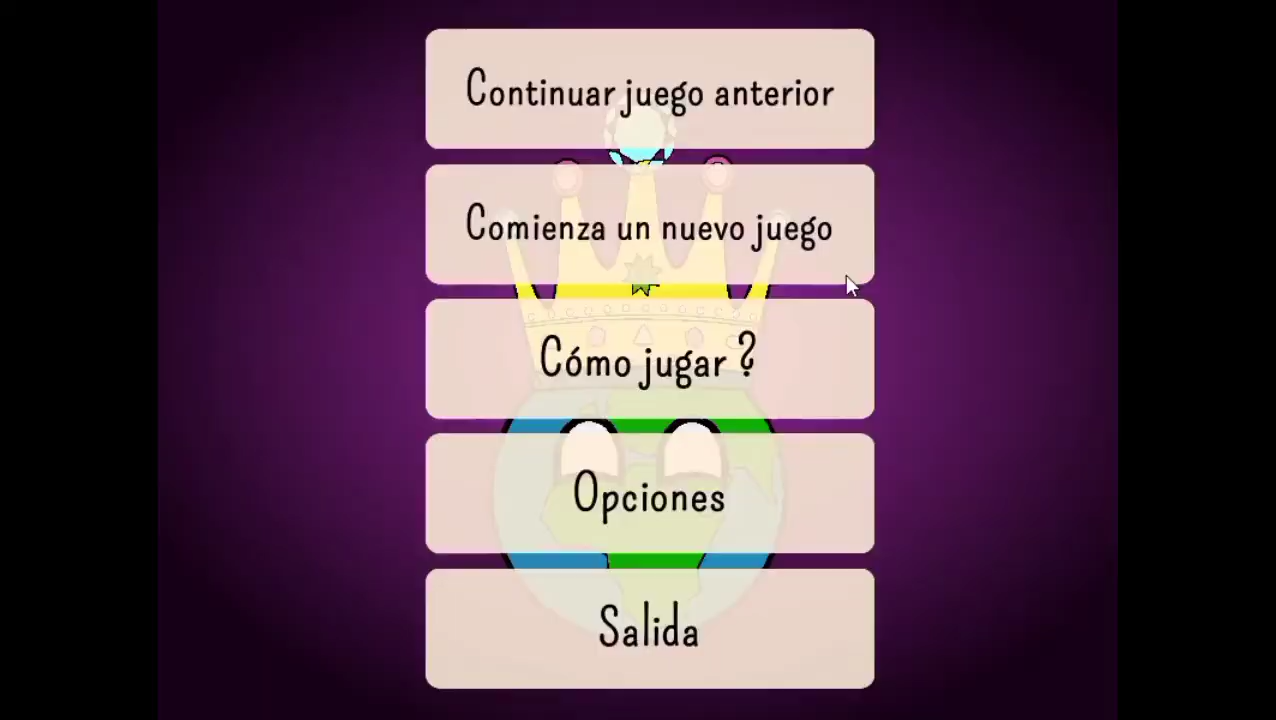 Continuar juego anterior
Comienza un nuevo juego
Cómo jugar ?
Opciones
Salida